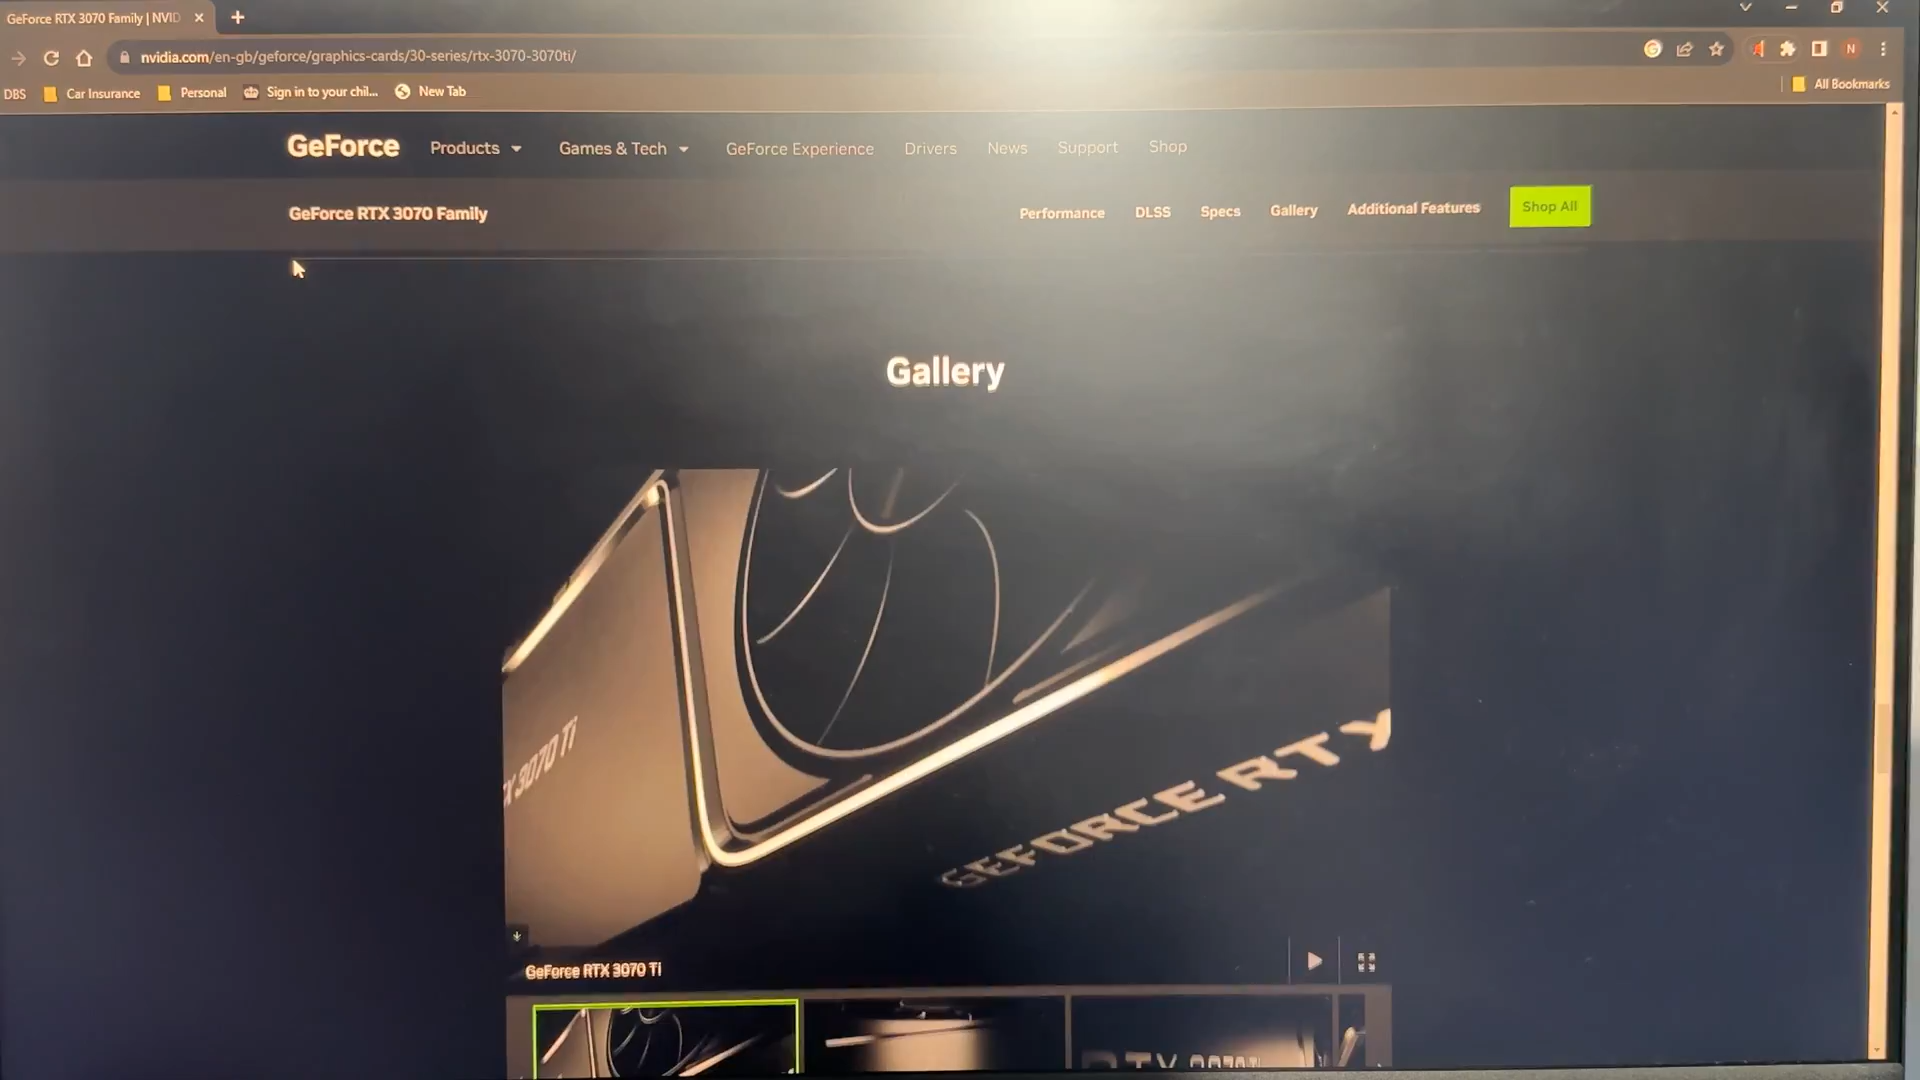 GeForce RTX 3070 Family | NVID
nvidia.com/en-gb/geforce/graphics-cards/30-series/rtx-3070-3070ti/
N
DBS Car Insurance Personal Sign in to your chil... New Tab All Bookmarks
GeForce Products Games & Tech GeForce Experience Drivers News Support Shop
GeForce RTX 3070 Family Performance DLSS Specs Gallery Additional Features Shop All
Gallery
X 3070 Ti
GEFORCE RTX
GeForce RTX 3070 Ti